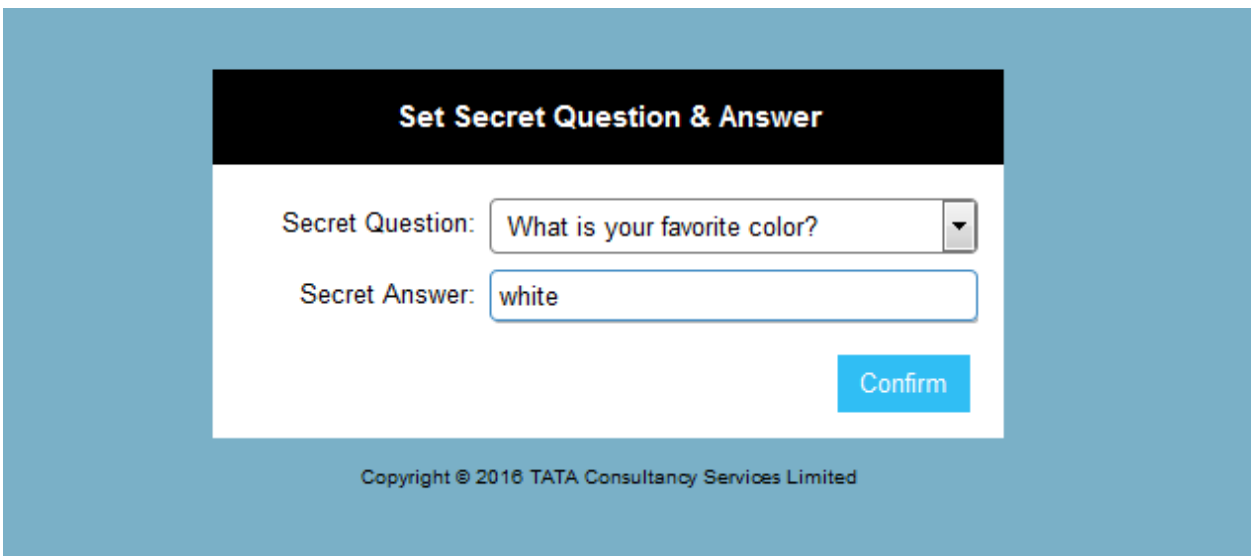 Set Secret Question & Answer
Secret Question: What is your favorite color?
Secret Answer: white
Confirm
Copyright © 2016 TATA Consultancy Services Limited